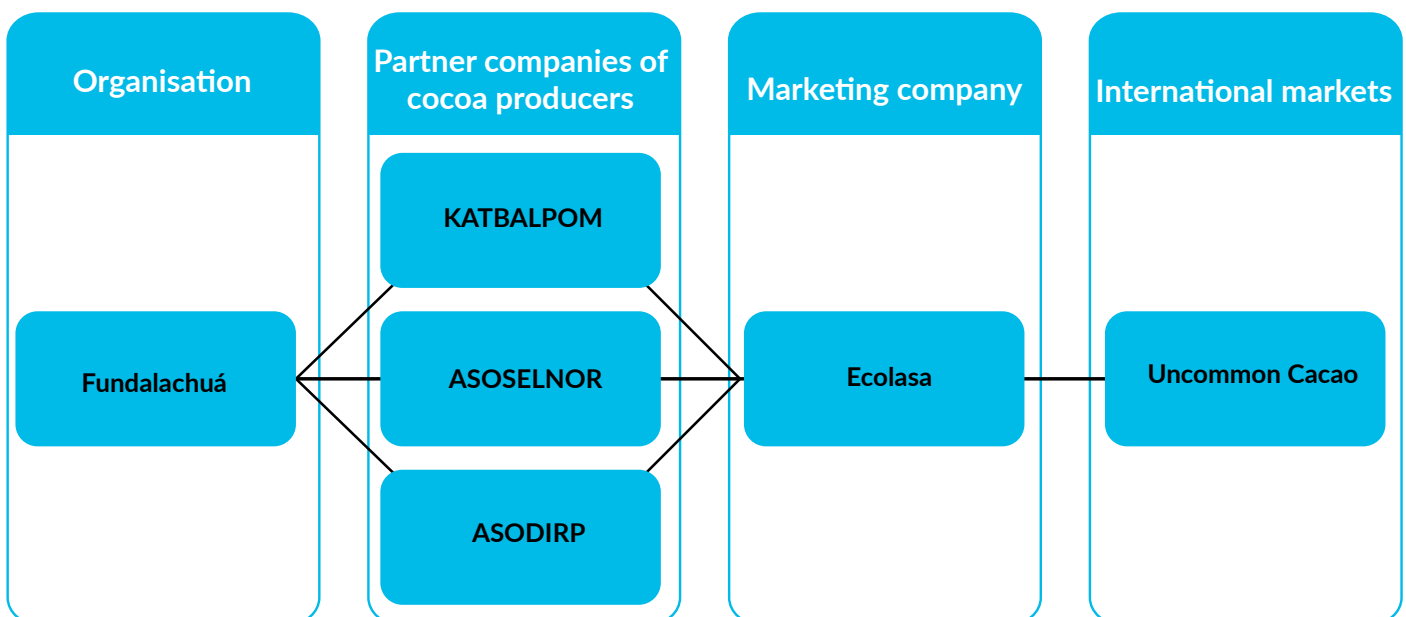 Organisation
Partner companies of
cocoa producers
Marketing company
International markets
KATBALPOM
Fundalachuá
ASOSELNOR
Ecolasa
Uncommon Cacao
ASODIRP